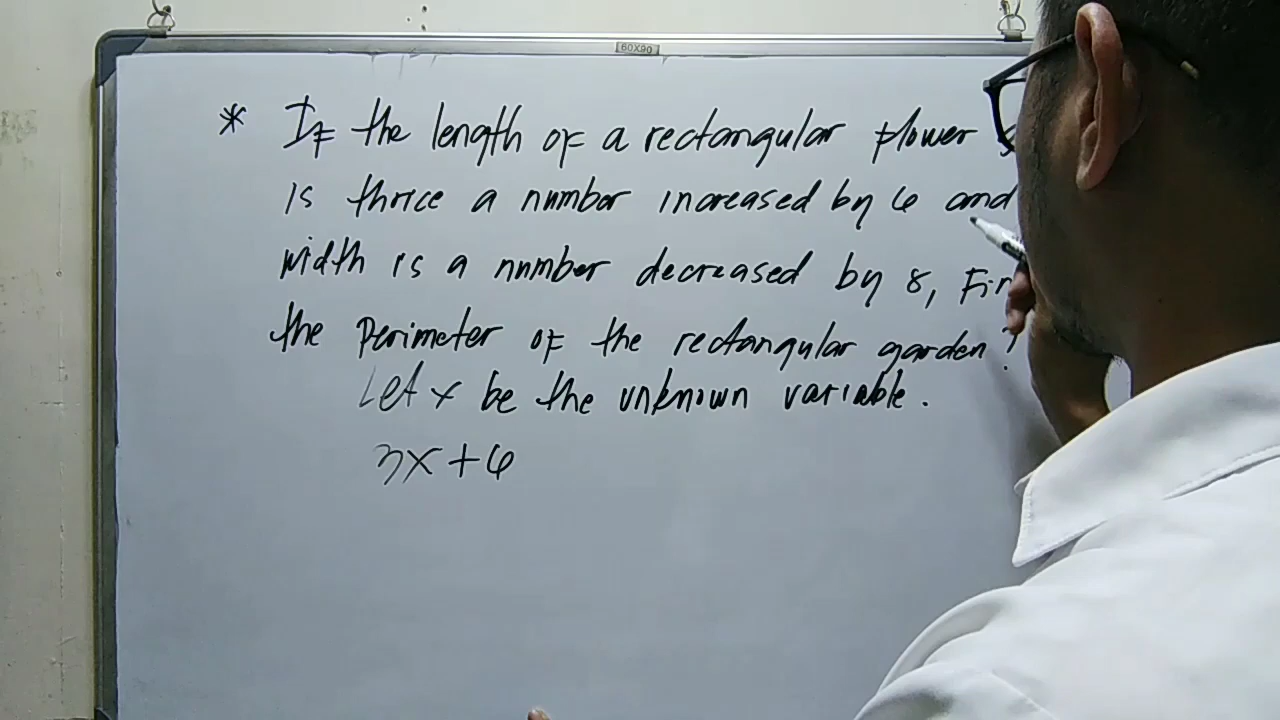 60X90
* If the length of a rectangular flower
is thrice a number increased by 6 and
width is a number decreased by 8, Fin
the Perimeter of the rectangular garden?
Let x be the unknown variable.
3x+6